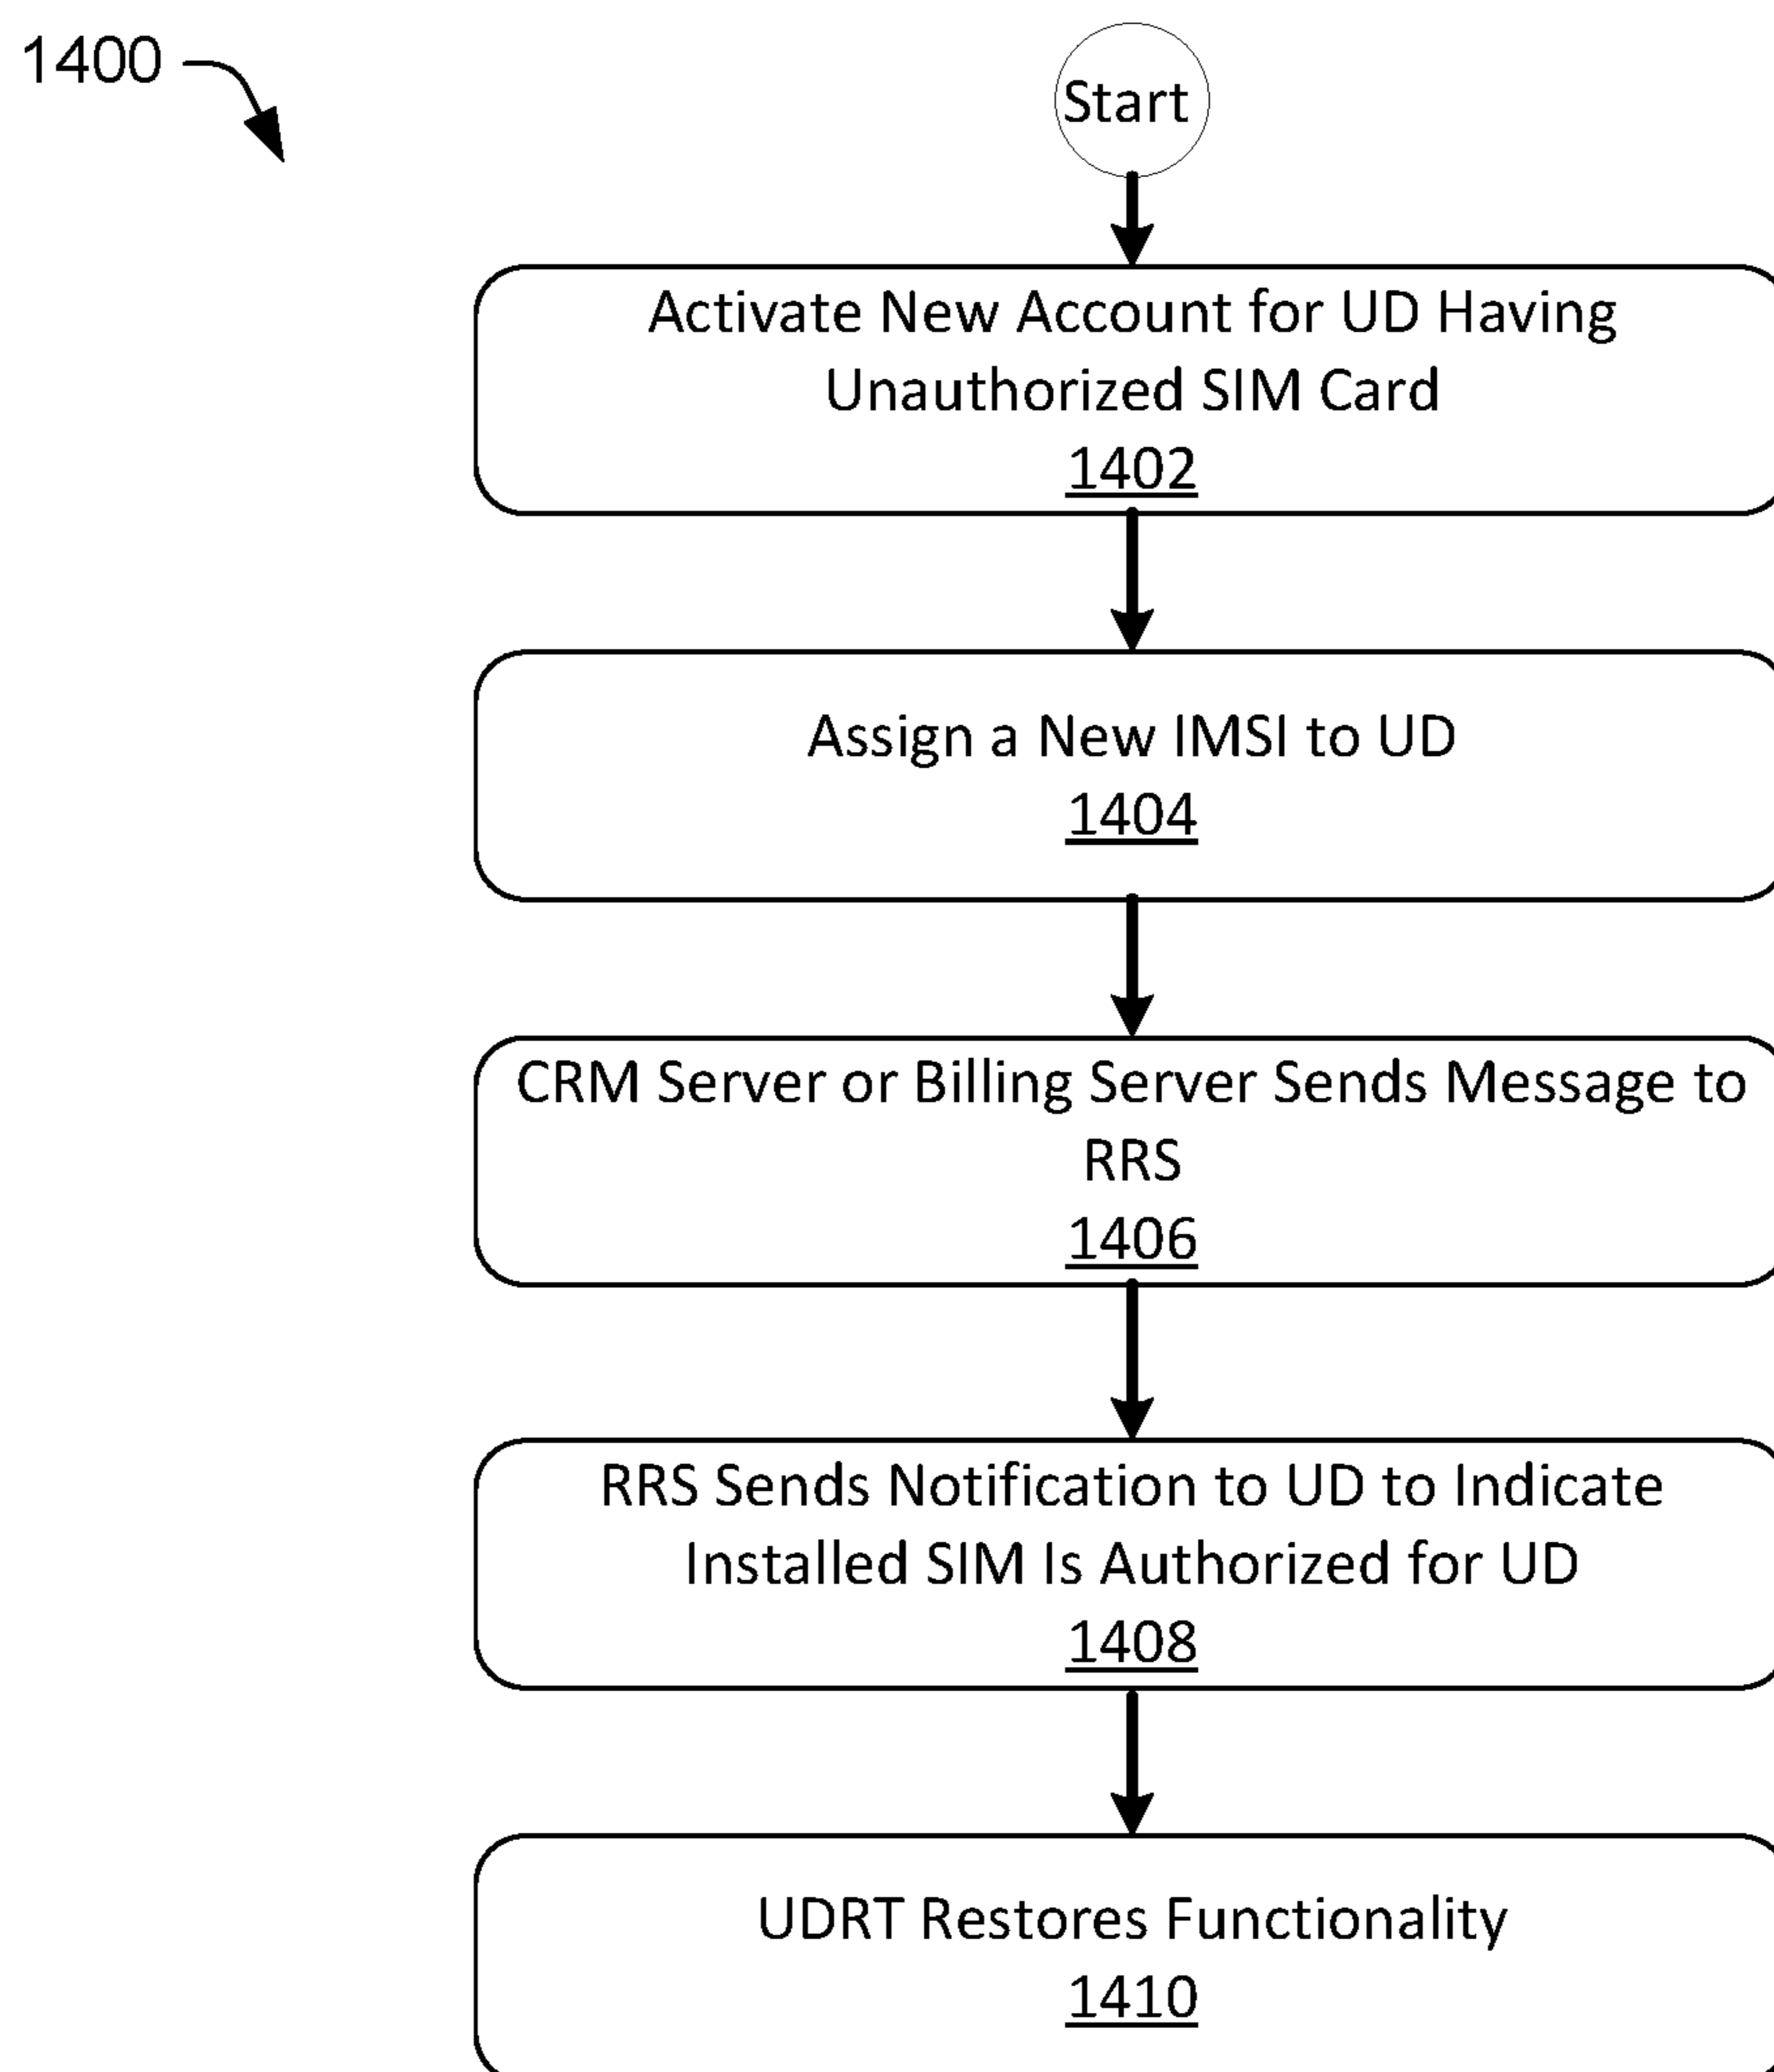 1400
Start
Activate New Account for UD Having
Unauthorized SIM Card
1402
Assign a New IMSI to UD
1404
CRM Server or Billing Server Sends Message to
RRS
1406
RRS Sends Notification to UD to Indicate
Installed SIM Is Authorized for UD
1408
UDRT Restores Functionality
1410